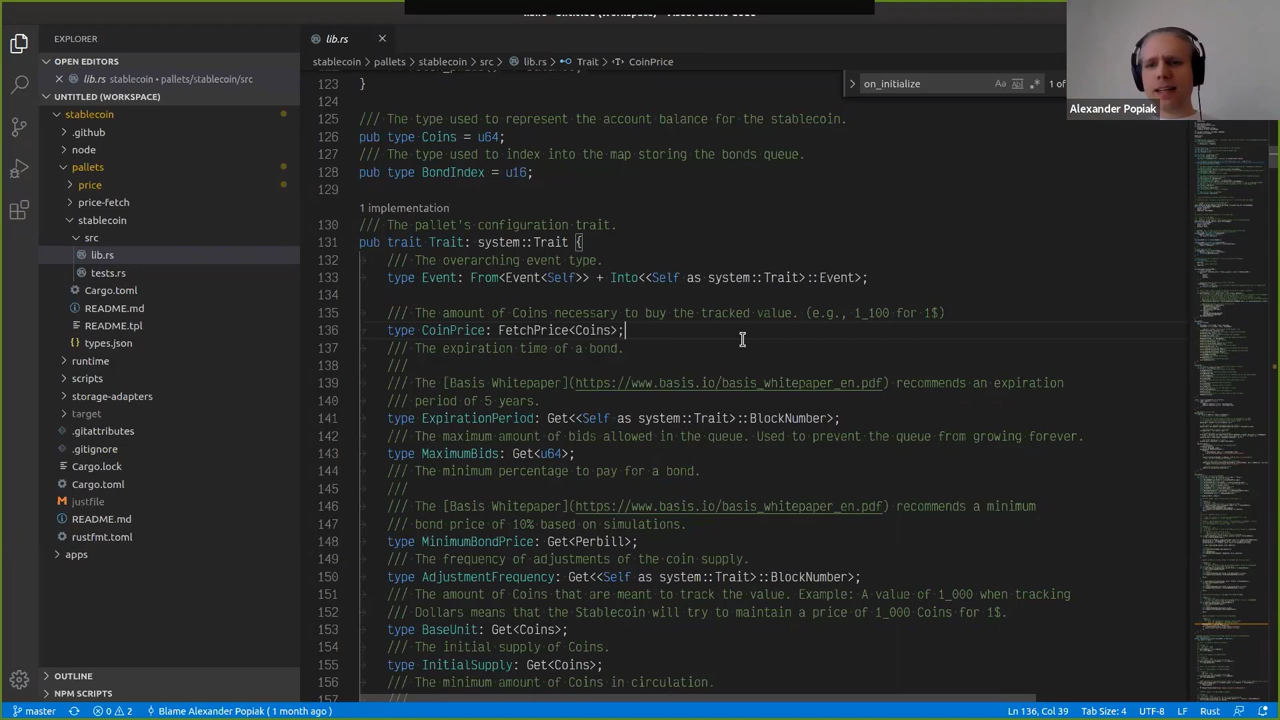 EXPLORER
OPEN EDITORS
lib.rs stablecoin • pallets/stablecoin/src
UNTITLED (WORKSPACE)
stablecoin
.github
node
pallets
price
price-fetch
stablecoin
src
lib.rs
tests.rs
Cargo.toml
README.md
README.tpl
types.json
runtime
scripts
storage-adapters
target
.gitattributes
.gitignore
Cargo.lock
Cargo.toml
justfile
README.md
rustfmt.toml
apps
OUTLINE
NPM SCRIPTS
lib.rs
stablecoin > pallets > stablecoin > src > lib.rs > Trait > CoinPrice
on_initialize
1 of
Alexander Popiak
123 }
124
125 /// The type used to represent the account balance for the stablecoin.
126 pub type Coins = u64;
127 /// The type used to index into the map storing the bonds queue.
128 pub type BondIndex = u16;
129
1 implementation
130 /// The pallet's configuration trait.
131 pub trait Trait: system::Trait {
132 /// The overarching event type.
133 type Event: From<Event<Self>> + Into<<Self as system::Trait>::Event>;
134
135 /// The amount of Coins necessary to buy the tracked value. (e.g., 1_100 for 1$)
136 type CoinPrice: FetchPrice<Coins>;
137 /// The expiration time of a bond.
138 ///
139 /// The [Basis Whitepaper](https://www.basis.io/basis_whitepaper_en.pdf) recommends an expiration
140 /// period of 5 years.
141 type ExpirationPeriod: Get<<Self as system::Trait>::BlockNumber>;
142 /// The maximum amount of bids allowed in the queue. Used to prevent the queue from growing forever.
143 type MaximumBids: Get<u64>;
144 /// The minimum percentage to pay for a bond.
145 ///
146 /// The [Basis Whitepaper](https://www.basis.io/basis_whitepaper_en.pdf) recommends a minimum
147 /// bond price of 10% based on simulations.
148 type MinimumBondPrice: Get<Perbill>;
149 /// The frequency of adjustments of the coin supply.
150 type AdjustmentFrequency: Get<<Self as system::Trait>::BlockNumber>;
151 /// The amount of Coins that are meant to track the value. Example: A value of 1_000 when tracking
152 /// Dollars means that the Stablecoin will try to maintain a price of 1_000 Coins for 1$.
153 type BaseUnit: Get<Coins>;
154 /// The initial supply of Coins.
155 type InitialSupply: Get<Coins>;
156 /// The minimum amount of Coins in circulation.
157 ///
master
0 2
Blame Alexander Popiak ( 1 month ago )
Ln 136, Col 39
Tab Size: 4
UTF-8
LF
Rust